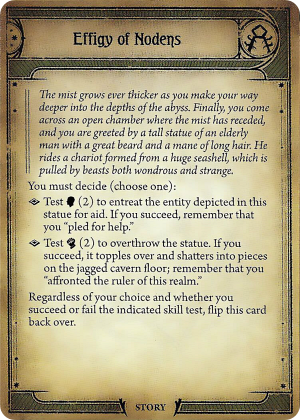 Effigy of Nodens
The mist grows ever thicker as you make your way
deeper into the depths of the abyss. Finally, you come
across an open chamber where the mist has receded,
and you are greeted by a tall statue of an elderly
man with a great beard and a mane of long hair. He
rides a chariot formed from a huge seashell, which is
pulled by beasts both wondrous and strange.
You must decide (choose one):
Test (2) to entreat the entity depicted in this
statue for aid. If you succeed, remember that
you “pled for help.”
Test (2) to overthrow the statue. If you
succeed, it topples over and shatters into pieces
on the jagged cavern floor; remember that you
“affronted the ruler of this realm.”
Regardless of your choice and whether you
succeed or fail the indicated skill test, flip this card
back over.
STORY